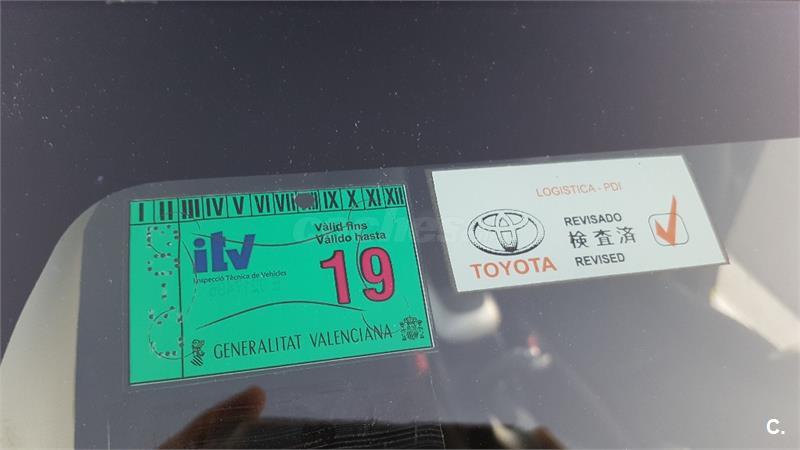 I II III IV V VI VII IX X XI XII
Vàlid fins
Válido hasta
itv
Inspecció Tècnica de Vehicles
19
GENERALITAT VALENCIANA
LOGISTICA - PDI
REVISADO
検査済
REVISED
TOYOTA
C.